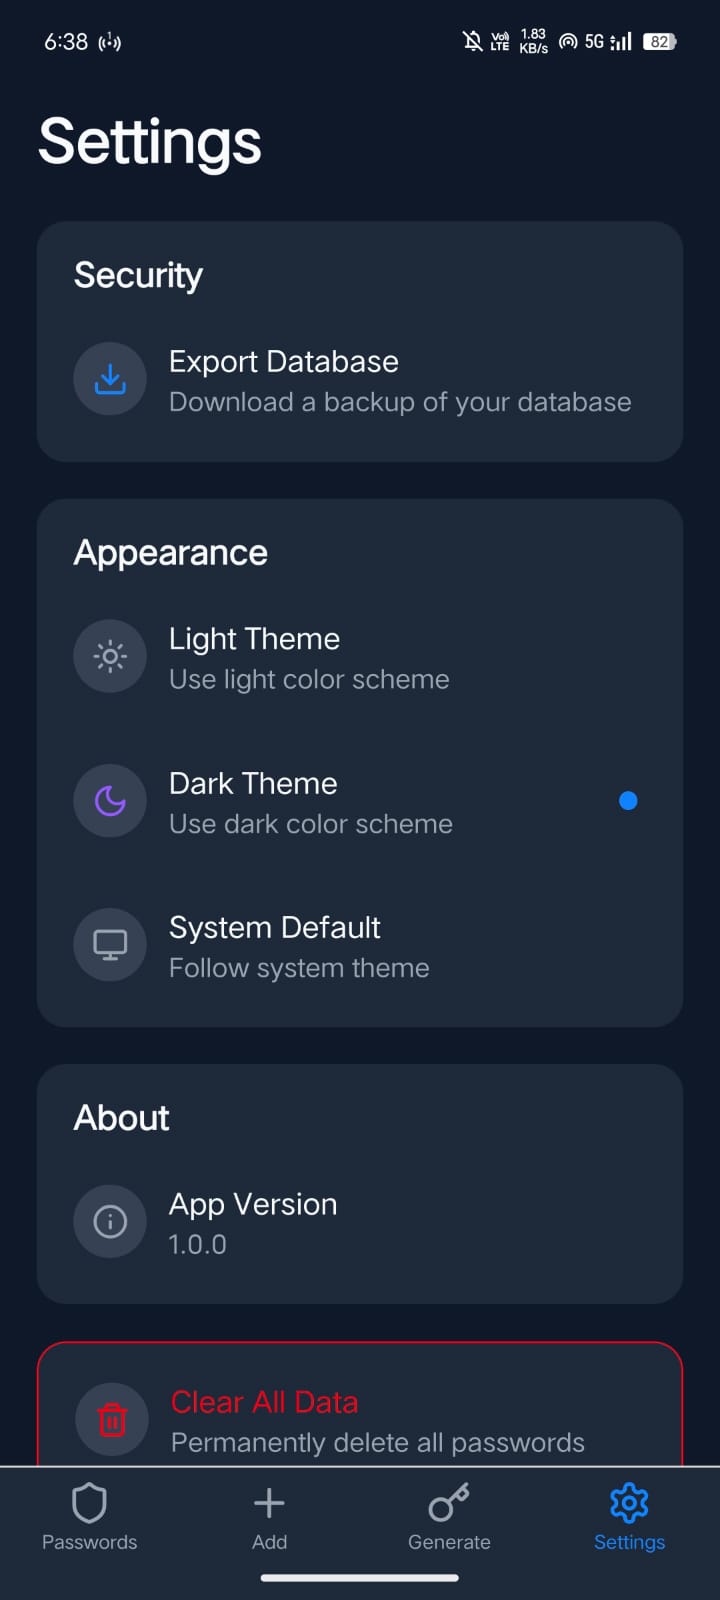 6:38
Vo)) 1.83 5G 82
LTE KB/s
Settings
Security
Export Database
Download a backup of your database
Appearance
Light Theme
Use light color scheme
Dark Theme
Use dark color scheme
System Default
Follow system theme
About
App Version
1.0.0
Clear All Data
Permanently delete all passwords
Passwords Add Generate Settings